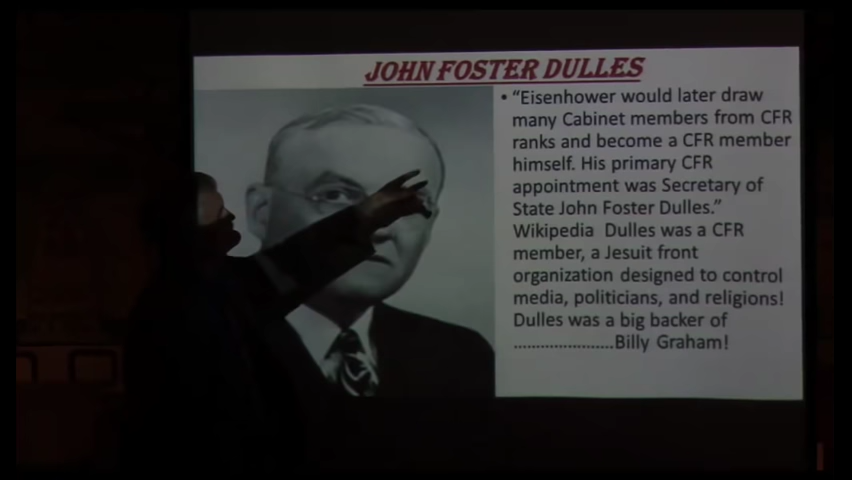 JOHN FOSTER DULLES
• “Eisenhower would later draw
many Cabinet members from CFR
ranks and become a CFR member
himself. His primary CFR
appointment was Secretary of
State John Foster Dulles.”
Wikipedia Dulles was a CFR
member, a Jesuit front
organization designed to control
media, politicians, and religions!
Dulles was a big backer of
......................Billy Graham!